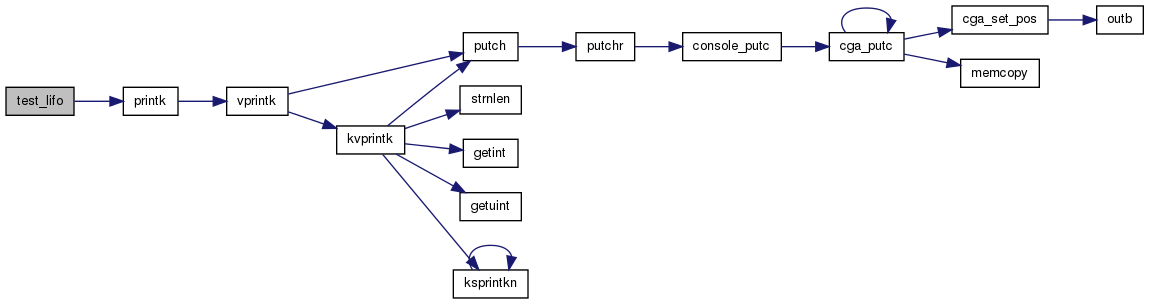 test_lifo
printk
vprintk
putch
kvprintk
strnlen
getint
getuint
ksprintkn
putchr
console_putc
cga_putc
cga_set_pos
memcopy
outb